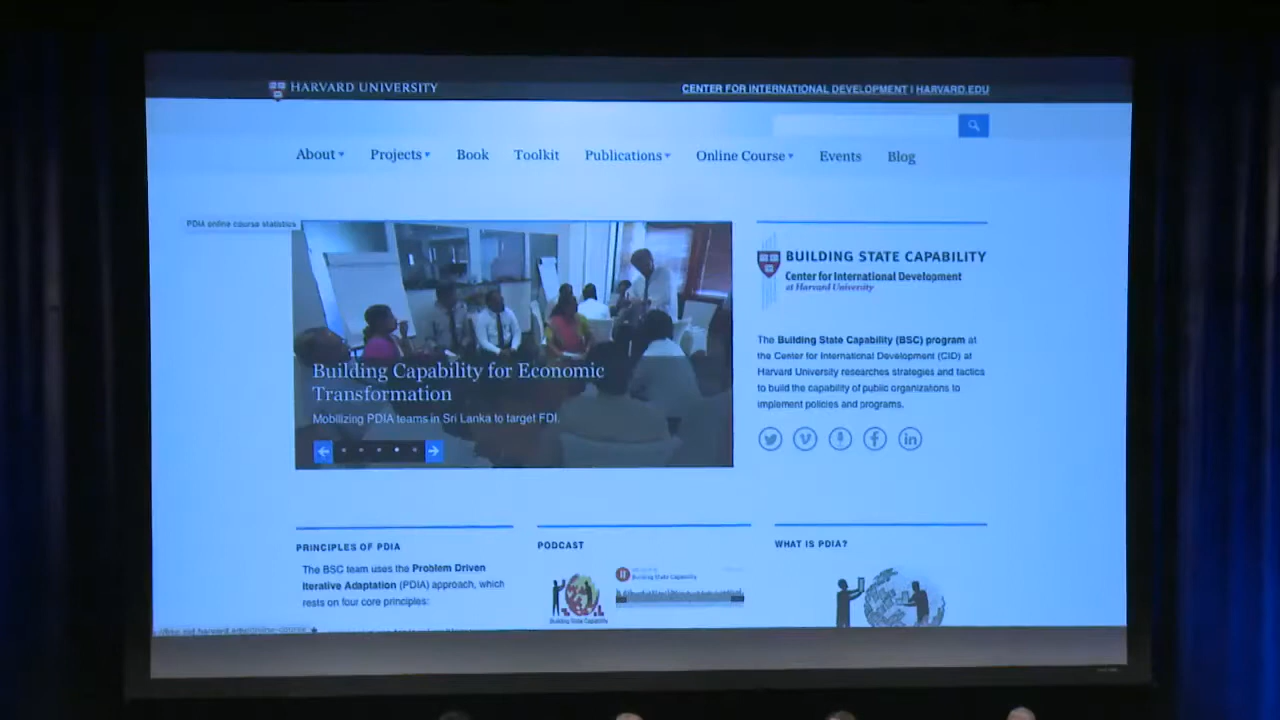 HARVARD UNIVERSITY
CENTER FOR INTERNATIONAL DEVELOPMENT | HARVARD.EDU
About Projects Book Toolkit Publications Online Course Events Blog
PDIA online course statistics
Building Capability for Economic
Transformation
Mobilizing PDIA teams in Sri Lanka to target FDI.
BUILDING STATE CAPABILITY
Center for International Development
at Harvard University
The Building State Capability (BSC) program at
the Center for International Development (CID) at
Harvard University researches strategies and tactics
to build the capability of public organizations to
implement policies and programs.
PRINCIPLES OF PDIA
The BSC team uses the Problem Driven
Iterative Adaptation (PDIA) approach, which
rests on four core principles:
PODCAST
Building State Capability
Building State Capability
WHAT IS PDIA?